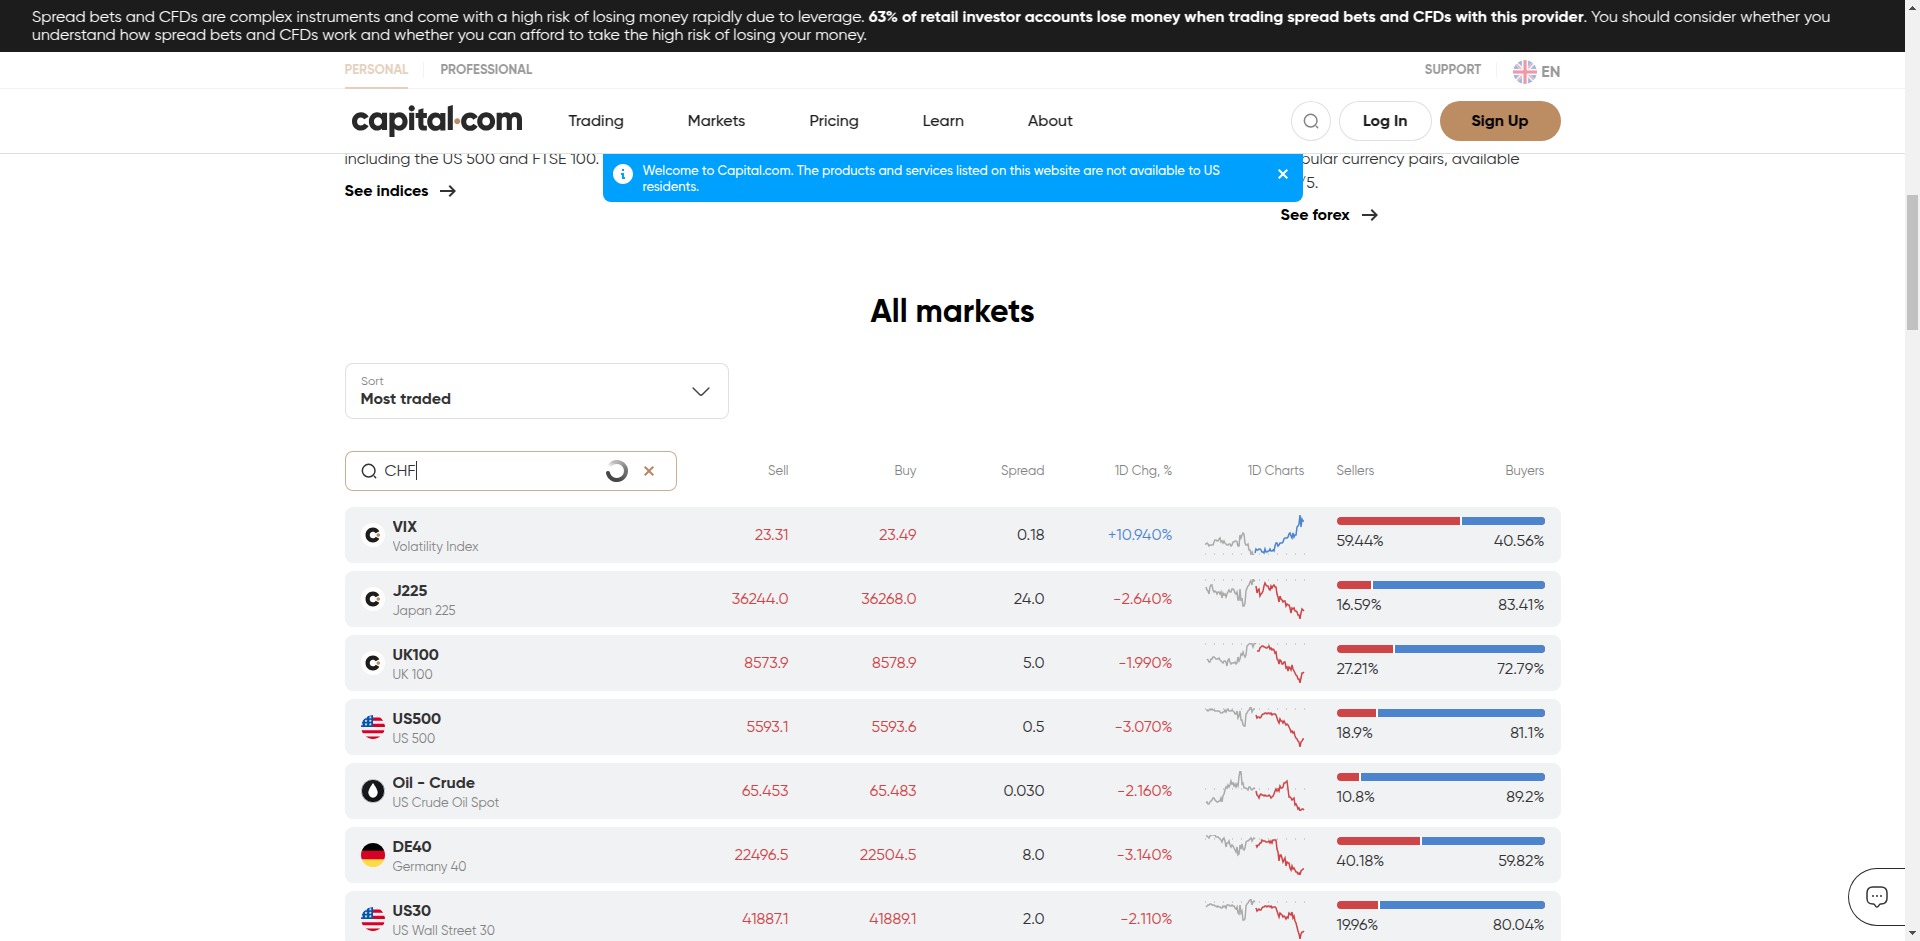 Spread bets and CFDs are complex instruments and come with a high risk of losing money rapidly due to leverage. 63% of retail investor accounts lose money when trading spread bets and CFDs with this provider. You should consider whether you
understand how spread bets and CFDs work and whether you can afford to take the high risk of losing your money.
PERSONAL PROFESSIONAL SUPPORT EN
capital.com Trading Markets Pricing Learn About Log In Sign Up
including the US 500 and FTSE 100. pular currency pairs, available
Welcome to Capital.com. The products and services listed on this website are not available to US
residents.
/5.
See indices
See forex
All markets
Sort
Most traded
CHF Sell Buy Spread 1D Chg, % 1D Charts Sellers Buyers
VIX
Volatility Index
23.31 23.49 0.18 +10.940% 59.44% 40.56%
J225
Japan 225
36244.0 36268.0 24.0 -2.640% 16.59% 83.41%
UK100
UK 100
8573.9 8578.9 5.0 -1.990% 27.21% 72.79%
US500
US 500
5593.1 5593.6 0.5 -3.070% 18.9% 81.1%
Oil - Crude
US Crude Oil Spot
65.453 65.483 0.030 -2.160% 10.8% 89.2%
DE40
Germany 40
22496.5 22504.5 8.0 -3.140% 40.18% 59.82%
US30
US Wall Street 30
41887.1 41889.1 2.0 -2.110% 19.96% 80.04%